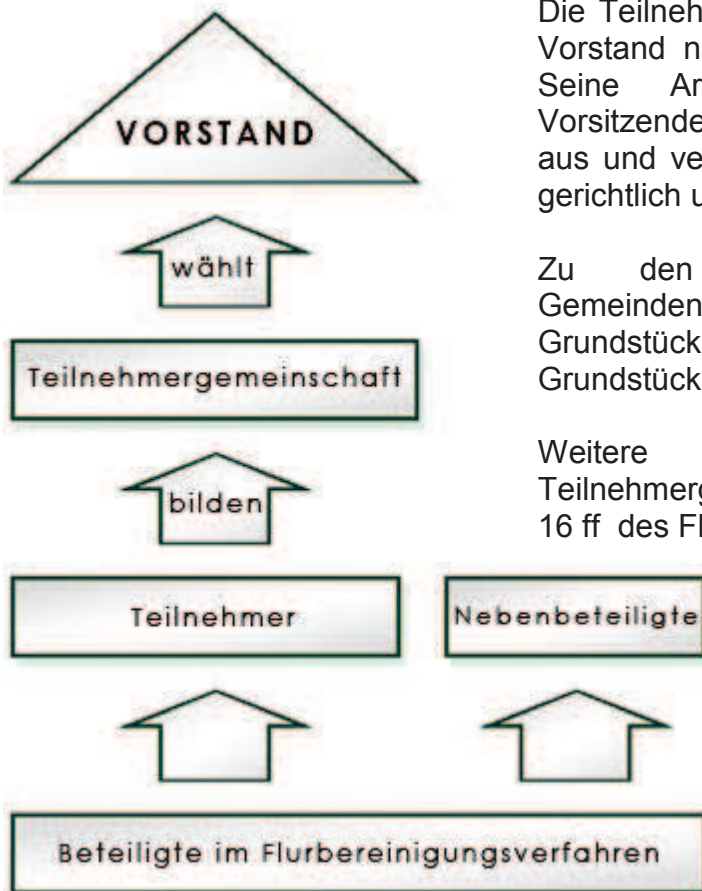 VORSTAND
wählt
Teilnehmergemeinschaft
bilden
Teilnehmer
Nebenbeteiligte
Beteiligte im Flurbereinigungsverfahren
Die Teilneh
Vorstand n
Seine Ar
Vorsitzende
aus und ve
gerichtlich u
Zu den
Gemeinden
Grundstück
Grundstück
Weitere
Teilnehmerg
16 ff des Fl